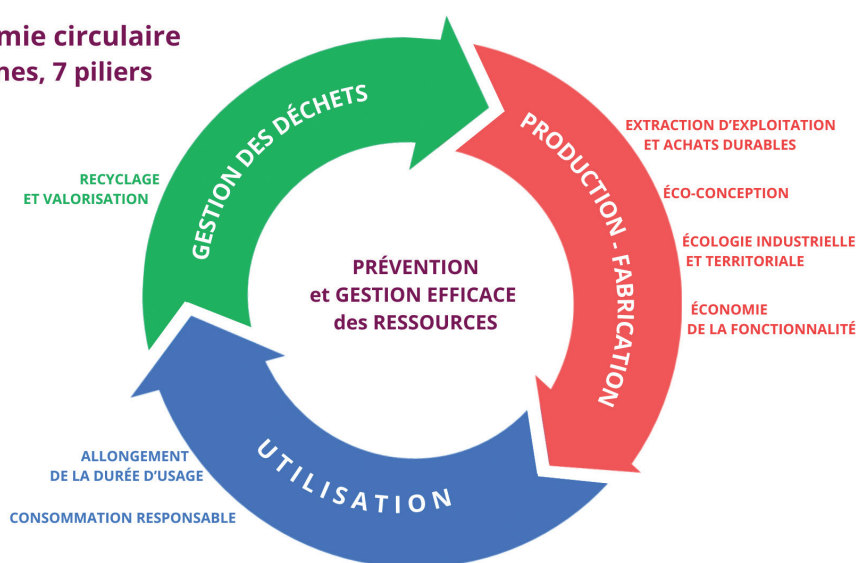 mie circulaire
nes, 7 piliers
GESTION DES DÉCHETS
PRODUCTION - FABRICATION
EXTRACTION D'EXPLOITATION
ET ACHATS DURABLES
RECYCLAGE
ET VALORISATION
ÉCO-CONCEPTION
ÉCOLOGIE INDUSTRIELLE
ET TERRITORIALE
PRÉVENTION
et GESTION EFFICACE
des RESSOURCES
ÉCONOMIE
DE LA FONCTIONNALITÉ
ALLONGEMENT
DE LA DURÉE D'USAGE
UTILISATION
CONSOMMATION RESPONSABLE